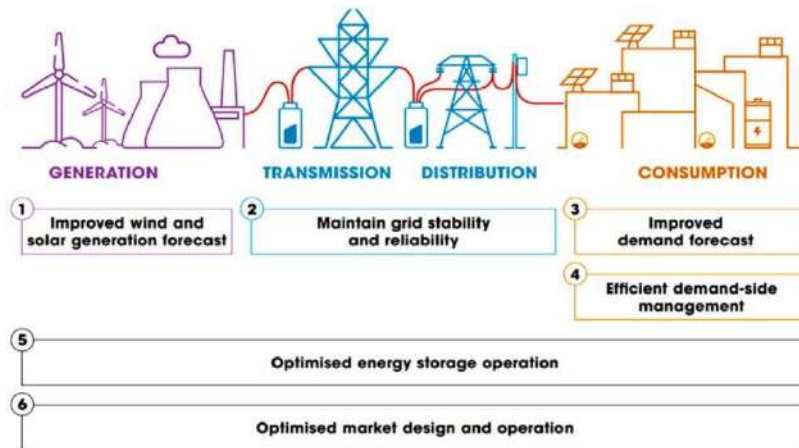 GENERATION
TRANSMISSION
DISTRIBUTION
CONSUMPTION
1
Improved wind and
solar generation forecast
2
Maintain grid stability
and reliability
3
Improved
demand forecast
4
Efficient demand-side
management
5
Optimised energy storage operation
6
Optimised market design and operation